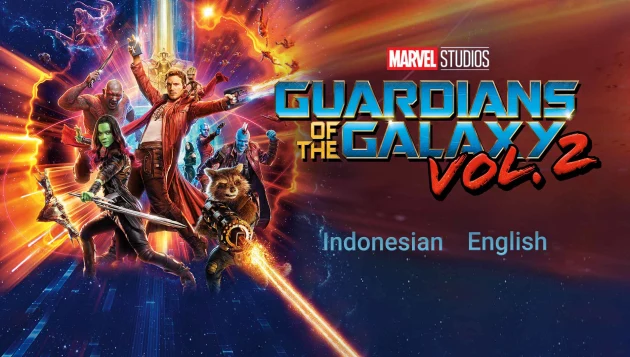 MARVEL STUDIOS
GUARDIANS
OF THE GALAXY
VOL. 2
Indonesian English